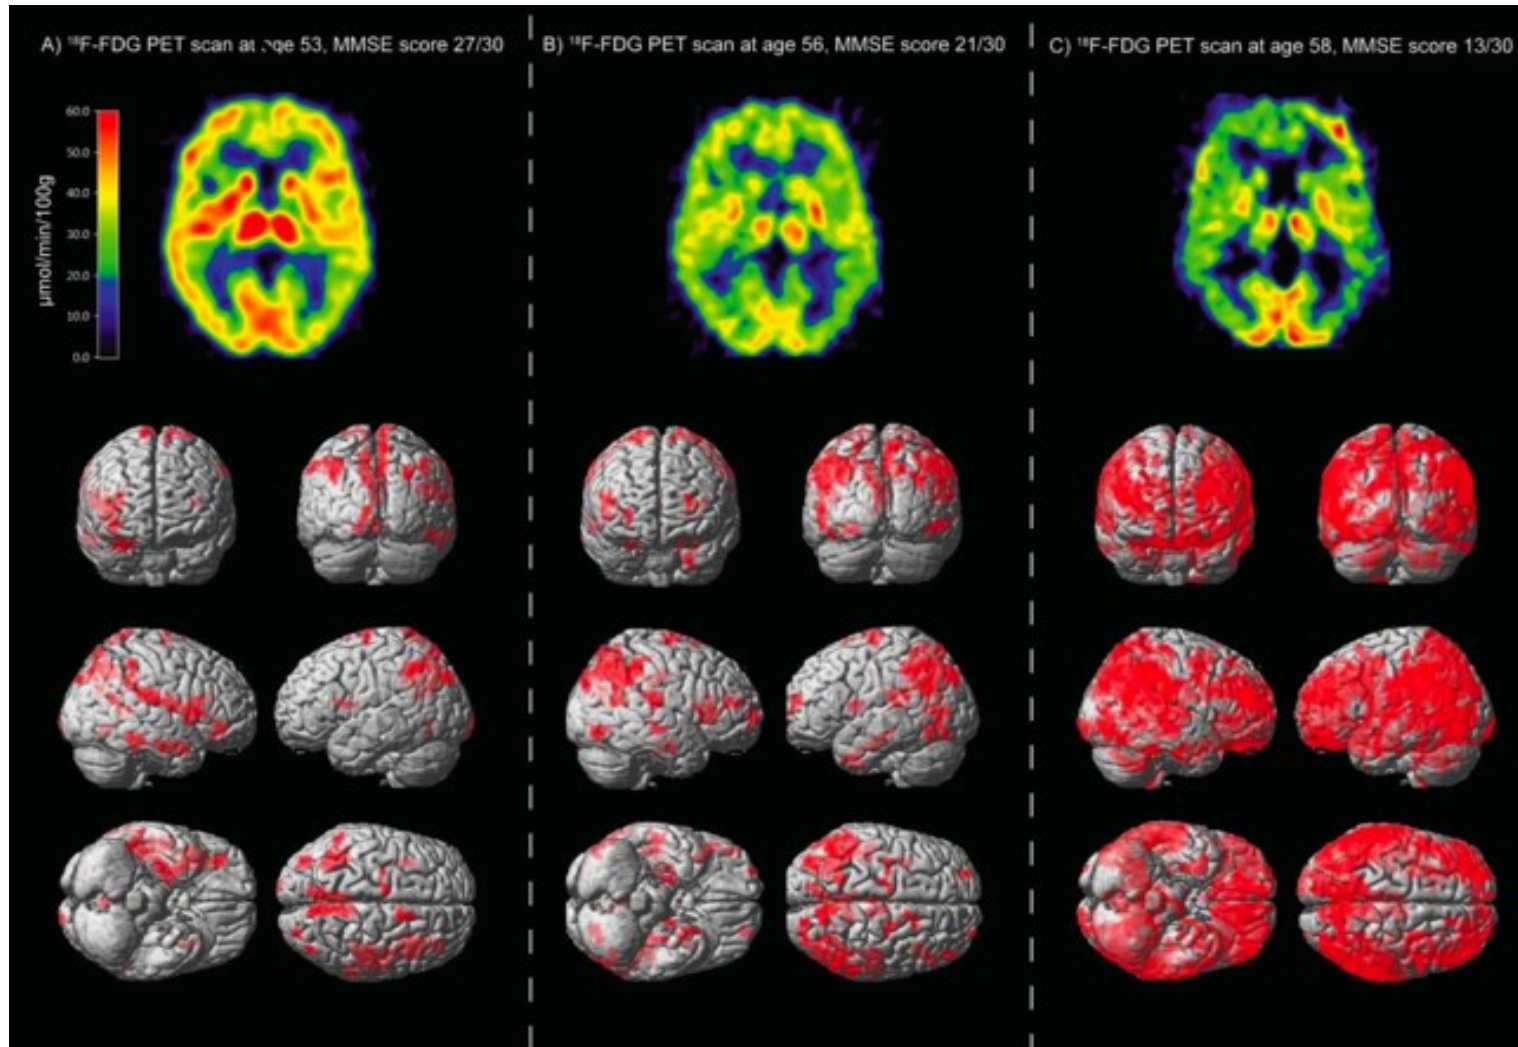 A) ¹⁸F-FDG PET scan at age 53, MMSE score 27/30
B) ¹⁸F-FDG PET scan at age 56, MMSE score 21/30
C) ¹⁸F-FDG PET scan at age 58, MMSE score 13/30
µmol/min/100g
60.0
50.0
40.0
30.0
20.0
10.0
0.0